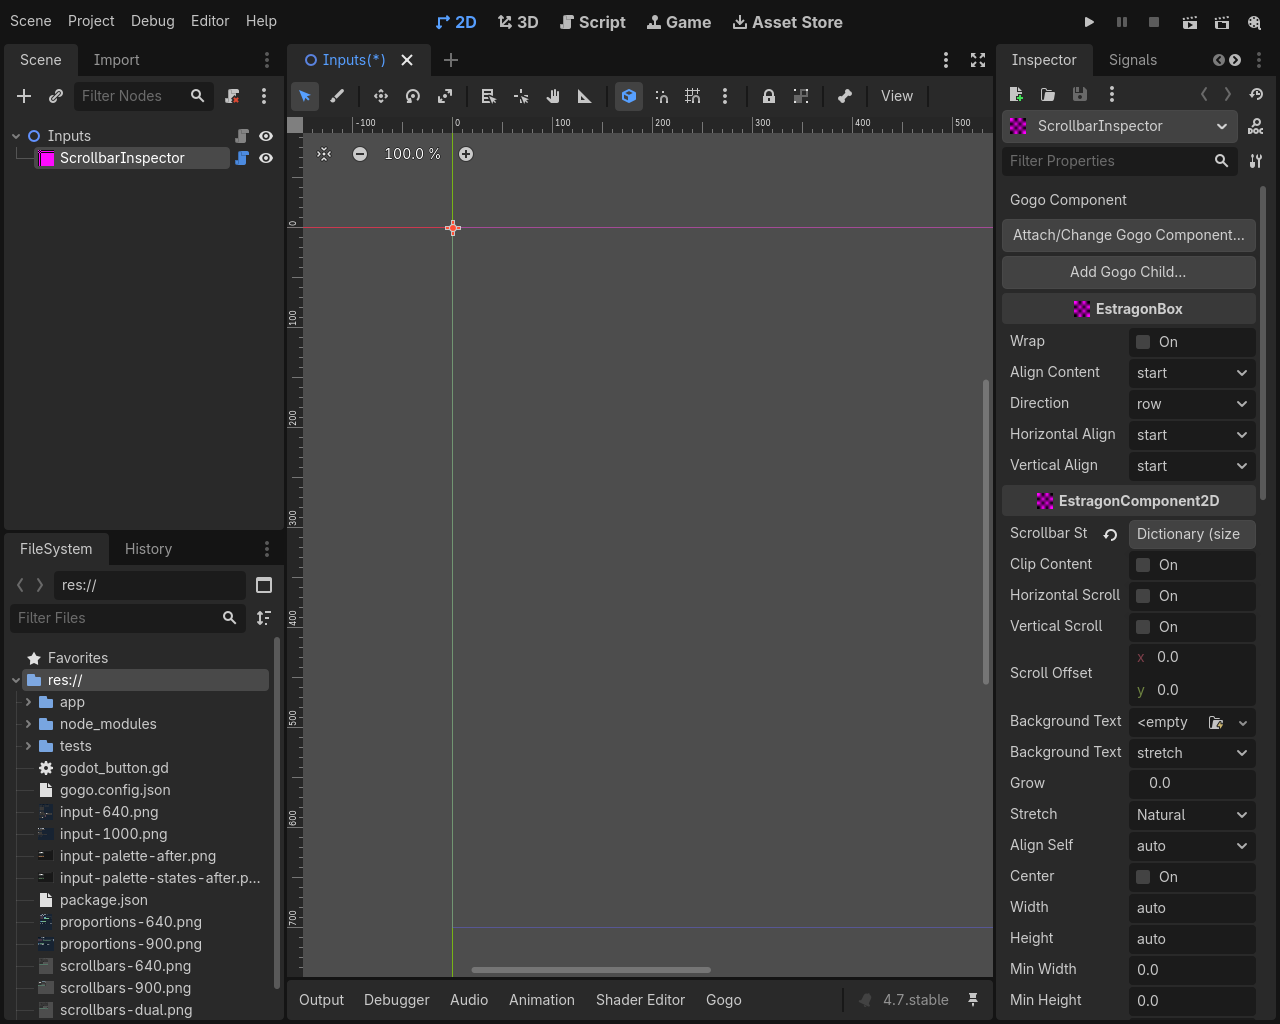 Scene Project Debug Editor Help
2D 3D Script Game Asset Store
Scene Import
Inputs(*)
Inspector Signals
Filter Nodes
View
ScrollbarInspector
Filter Properties
Inputs
ScrollbarInspector
-100 0 100 200 300 400 500
100.0 %
0
100
200
300
400
500
600
700
Gogo Component
Attach/Change Gogo Component...
Add Gogo Child...
EstragonBox
Wrap On
Align Content start
Direction row
Horizontal Align start
Vertical Align start
EstragonComponent2D
Scrollbar St Dictionary (size
Clip Content On
Horizontal Scroll On
Vertical Scroll On
Scroll Offset x 0.0
y 0.0
Background Text <empty
Background Text stretch
Grow 0.0
Stretch Natural
Align Self auto
Center On
Width auto
Height auto
Min Width 0.0
Min Height 0.0
FileSystem History
res://
Filter Files
Favorites
res://
app
node_modules
tests
godot_button.gd
gogo.config.json
input-640.png
input-1000.png
input-palette-after.png
input-palette-states-after.p...
package.json
proportions-640.png
proportions-900.png
scrollbars-640.png
scrollbars-900.png
scrollbars-dual.png
Output Debugger Audio Animation Shader Editor Gogo
4.7.stable